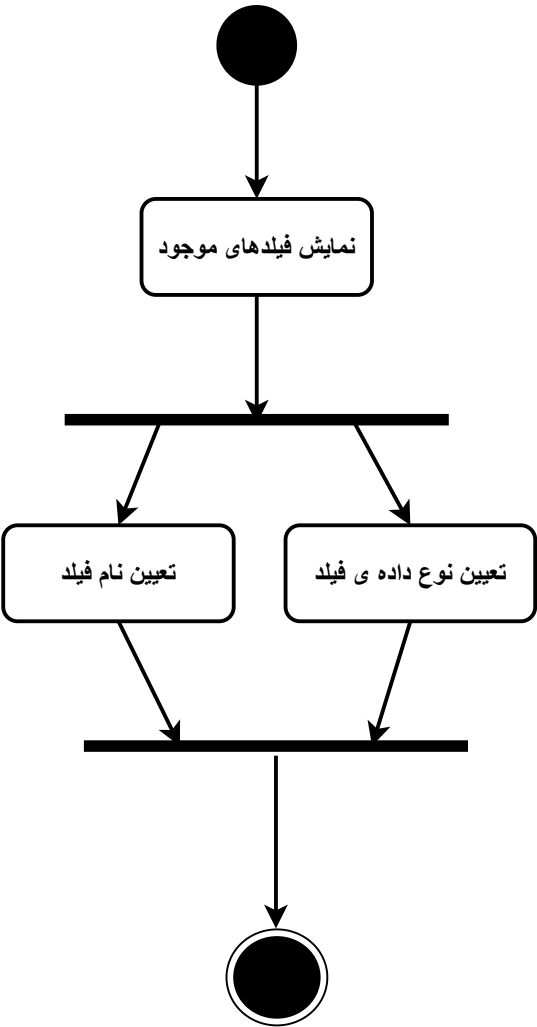 نمایش فیلدهای موجود
تعیین نوع داده ی فیلد
تعیین نام فیلد